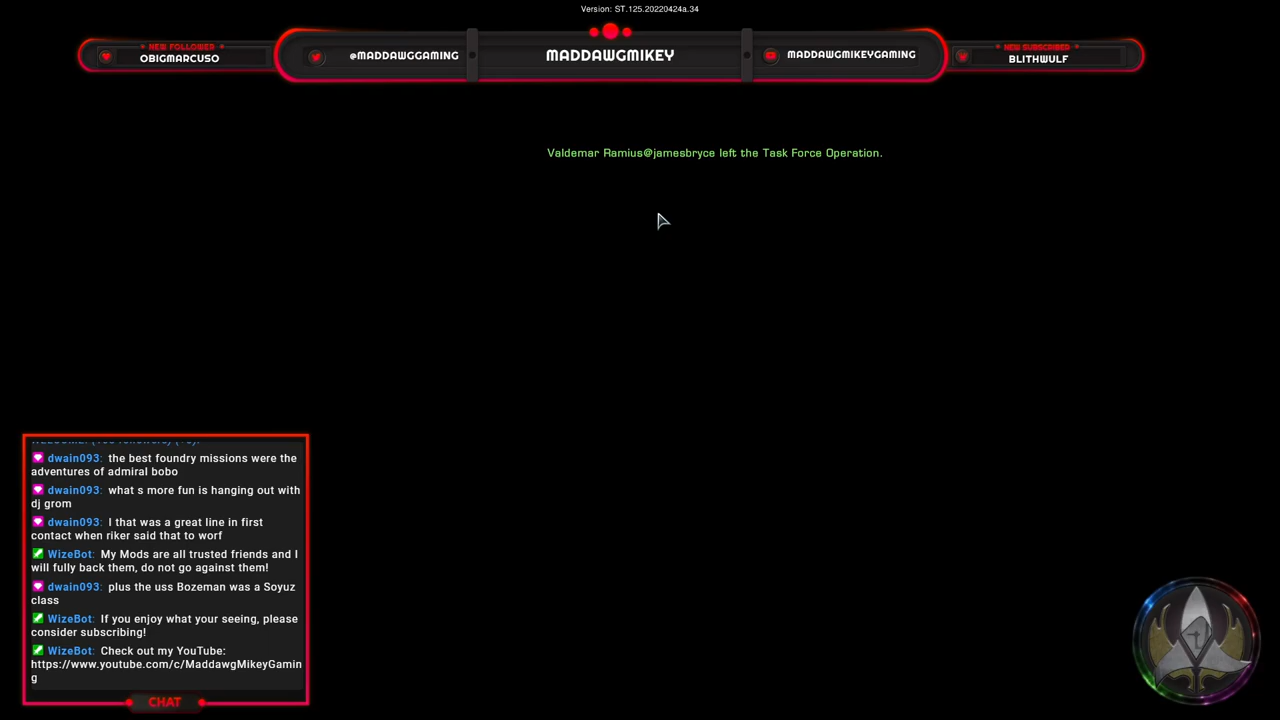 Version: ST.125.20220424a.34
NEW FOLLOWER
OBIGMARCUSO
@MADDAWGGAMING
MADDAWGMIKEY
MADDAWGMIKEYGAMING
NEW SUBSCRIBER
BLITHWULF
Valdemar Ramius@jamesbryce left the Task Force Operation.
dwain093: the best foundry missions were the
adventures of admiral bobo
dwain093: what s more fun is hanging out with
dj grom
dwain093: I that was a great line in first
contact when riker said that to worf
WizeBot: My Mods are all trusted friends and I
will fully back them, do not go against them!
dwain093: plus the uss Bozeman was a Soyuz
class
WizeBot: If you enjoy what your seeing, please
consider subscribing!
WizeBot: Check out my YouTube:
https://www.youtube.com/c/MaddawgMikeyGamin
g
CHAT